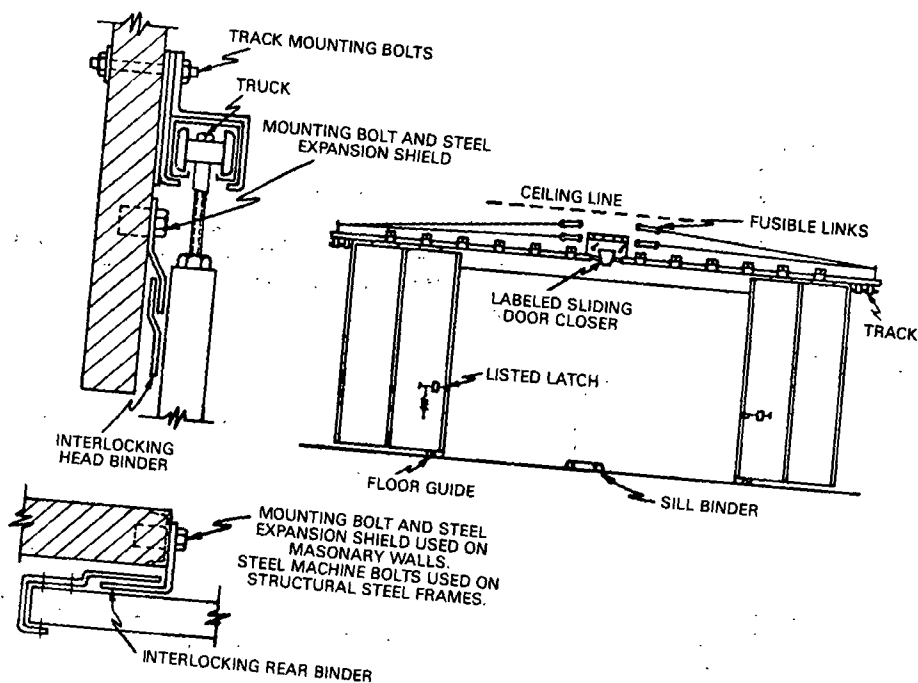 TRACK MOUNTING BOLTS
TRUCK
MOUNTING BOLT AND STEEL
EXPANSION SHIELD
CEILING LINE
FUSIBLE LINKS
LABELED SLIDING
DOOR CLOSER
TRACK
LISTED LATCH
INTERLOCKING
HEAD BINDER
FLOOR GUIDE
SILL BINDER
MOUNTING BOLT AND STEEL
EXPANSION SHIELD USED ON
MASONARY WALLS.
STEEL MACHINE BOLTS USED ON
STRUCTURAL STEEL FRAMES.
INTERLOCKING REAR BINDER